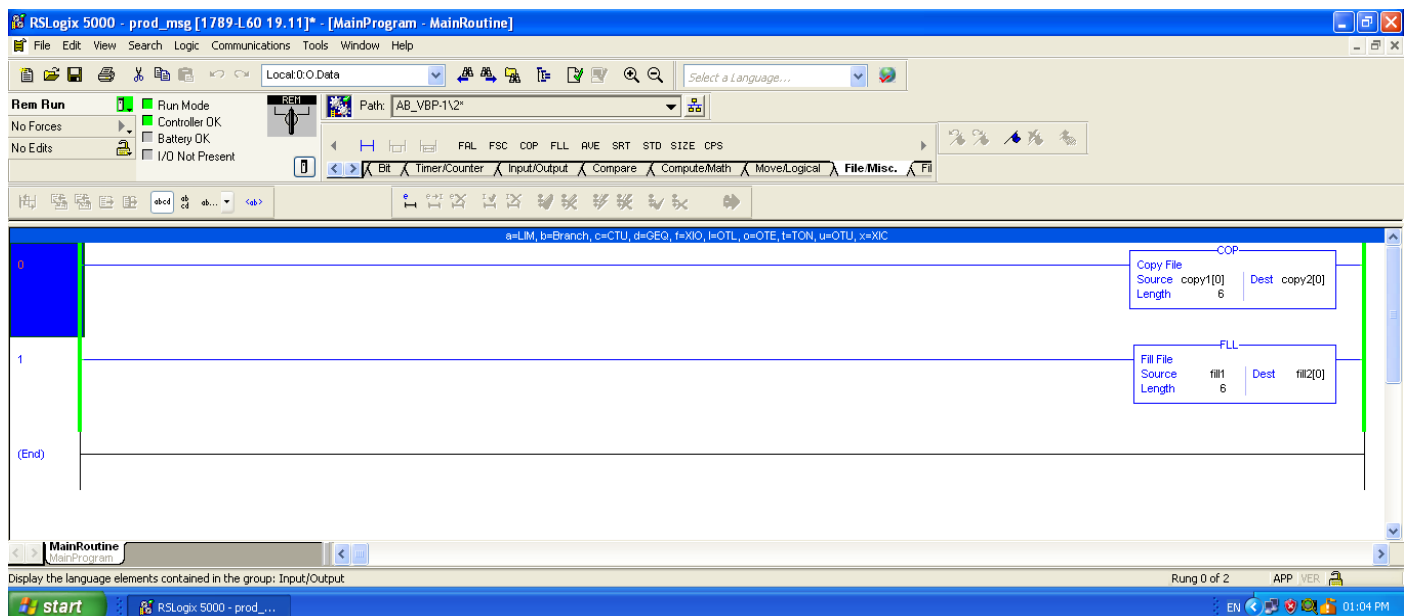 RSLogix 5000 - prod_msg [1789-L60 19.11]* - [MainProgram - MainRoutine]
File Edit View Search Logic Communications Tools Window Help
Local:0:O.Data
Select a Language...
Rem Run
Run Mode
REM
Path: AB_VBP-1\2*
No Forces
Controller OK
No Edits
Battery OK
I/O Not Present
FAL FSC COP FLL AVE SRT STD SIZE CPS
Bit Timer/Counter Input/Output Compare Compute/Math Move/Logical File/Misc. Fil
abcd ab cd ab... <ab>
a=LIM, b=Branch, c=CTU, d=GEQ, f=XIO, l=OTL, o=OTE, t=TON, u=OTU, x=XIC
0
COP
Copy File
Source copy1[0] Dest copy2[0]
Length 6
1
FLL
Fill File
Source fill1 Dest fill2[0]
Length 6
(End)
MainRoutine
MainProgram
Display the language elements contained in the group: Input/Output
Rung 0 of 2 APP VER
start RSLogix 5000 - prod_... EN 01:04 PM